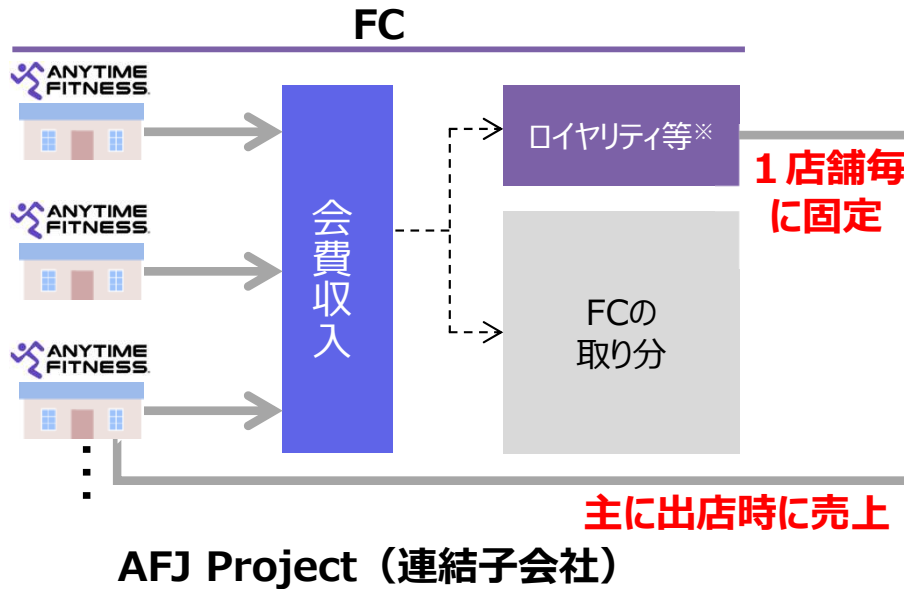 FC
ANYTIME
FITNESS.
ANYTIME
FITNESS.
ANYTIME
FITNESS.
会費収入
ロイヤリティ等※
1店舗毎
に固定
FCの
取り分
主に出店時に売上
AFJ Project（連結子会社）